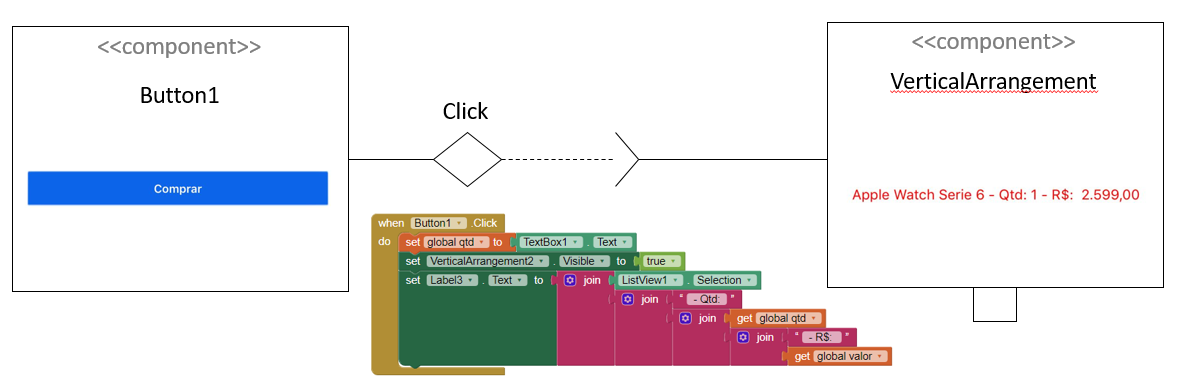 <<component>>
Button1
Comprar
Click
<<component>>
VerticalArrangement
Apple Watch Serie 6 - Qtd: 1 - R$: 2.599,00
when Button1 .Click
do set global qtd to TextBox1 . Text
set VerticalArrangement2 . Visible to true
set Label3 . Text to join ListView1 . Selection
join " - Qtd: "
join get global qtd
join " - R$: "
get global valor